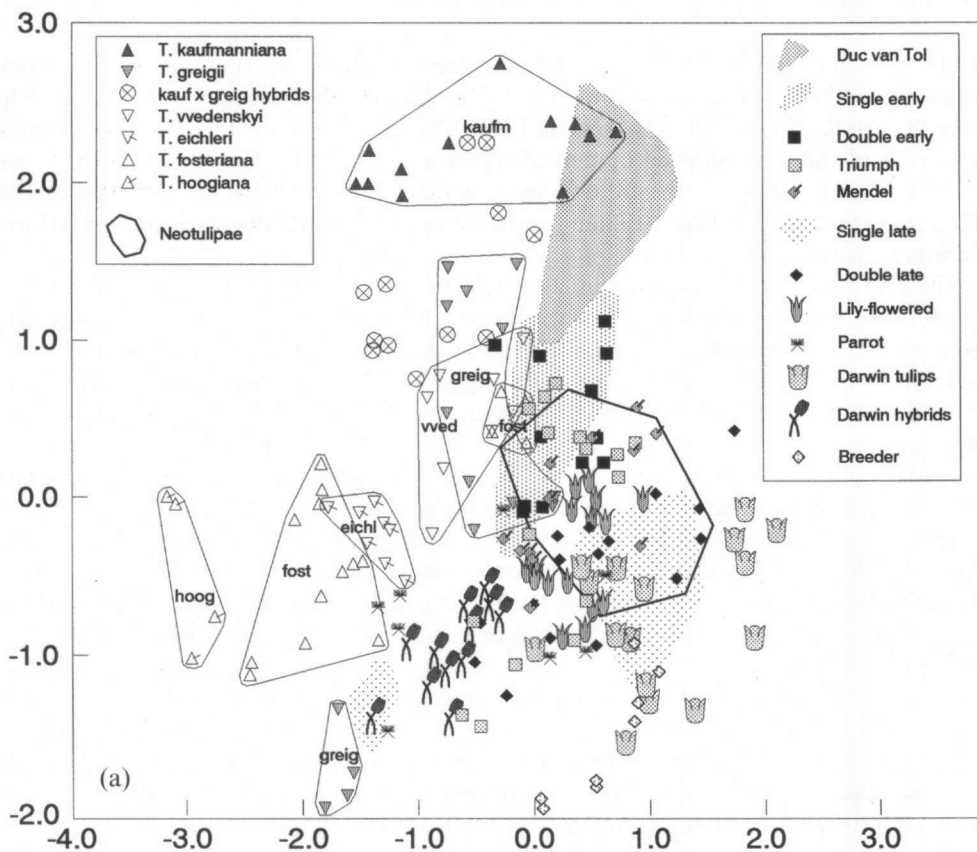 3.0
2.0
1.0
0.0
-1.0
-2.0
-4.0
-3.0
-2.0
-1.0
0.0
1.0
2.0
3.0
T. kaufmanniana
T. greigii
kauf x greig hybrids
T. vvedenskyi
T. eichleri
T. fosteriana
T. hoogiana
Neotulipae
Duc van Tol
Single early
Double early
Triumph
Mendel
Single late
Double late
Lily-flowered
Parrot
Darwin tulips
Darwin hybrids
Breeder
kaufm
greig
vved
fost
eichl
fost
hoog
greig
(a)